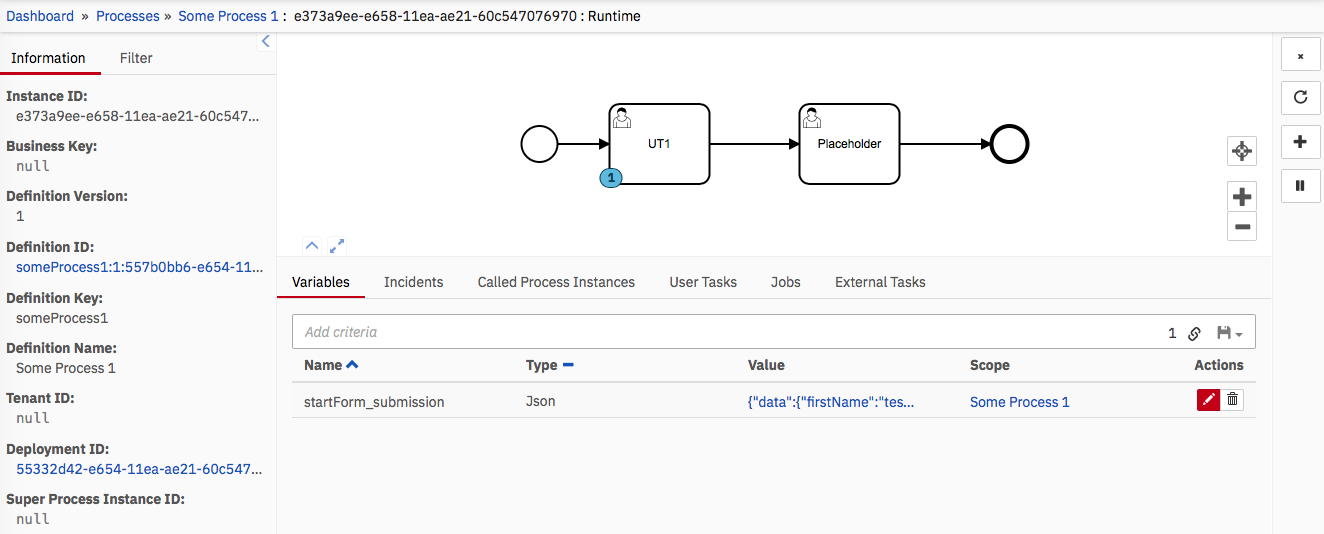 Dashboard » Processes » Some Process 1 : e373a9ee-e658-11ea-ae21-60c547076970 : Runtime
Information Filter
Instance ID:
e373a9ee-e658-11ea-ae21-60c547...
Business Key:
null
Definition Version:
1
Definition ID:
someProcess1:1:557b0bb6-e654-11...
Definition Key:
someProcess1
Definition Name:
Some Process 1
Tenant ID:
null
Deployment ID:
55332d42-e654-11ea-ae21-60c547...
Super Process Instance ID:
null
UT1
1
Placeholder
Variables Incidents Called Process Instances User Tasks Jobs External Tasks
Add criteria 1
Name Type Value Scope Actions
startForm_submission Json {"data":{"firstName":"tes... Some Process 1